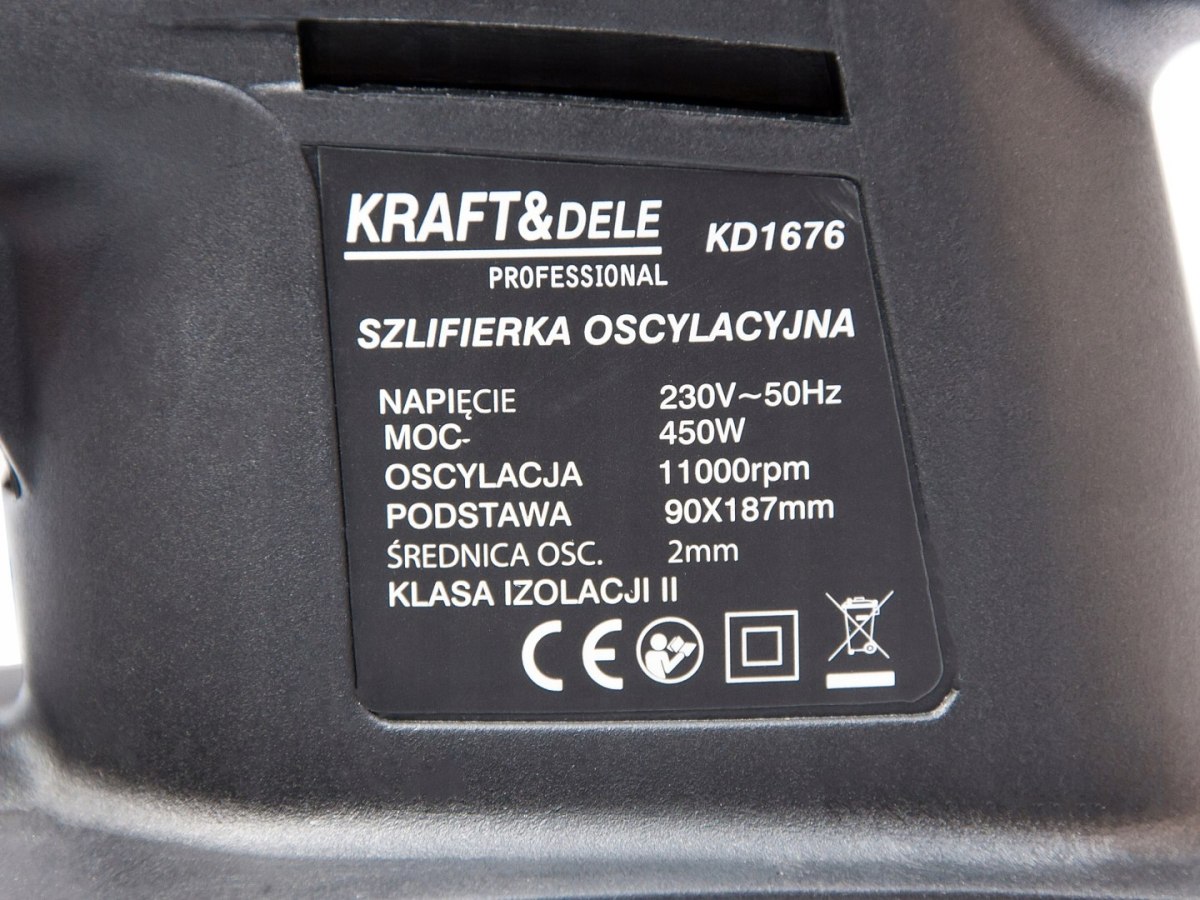 KRAFT&DELE KD1676
PROFESSIONAL
SZLIFIERKA OSCYLACYJNA
NAPIĘCIE 230V~50Hz
MOC- 450W
OSCYLACJA 11000rpm
PODSTAWA 90X187mm
ŚREDNICA OSC. 2mm
KLASA IZOLACJI II
CE